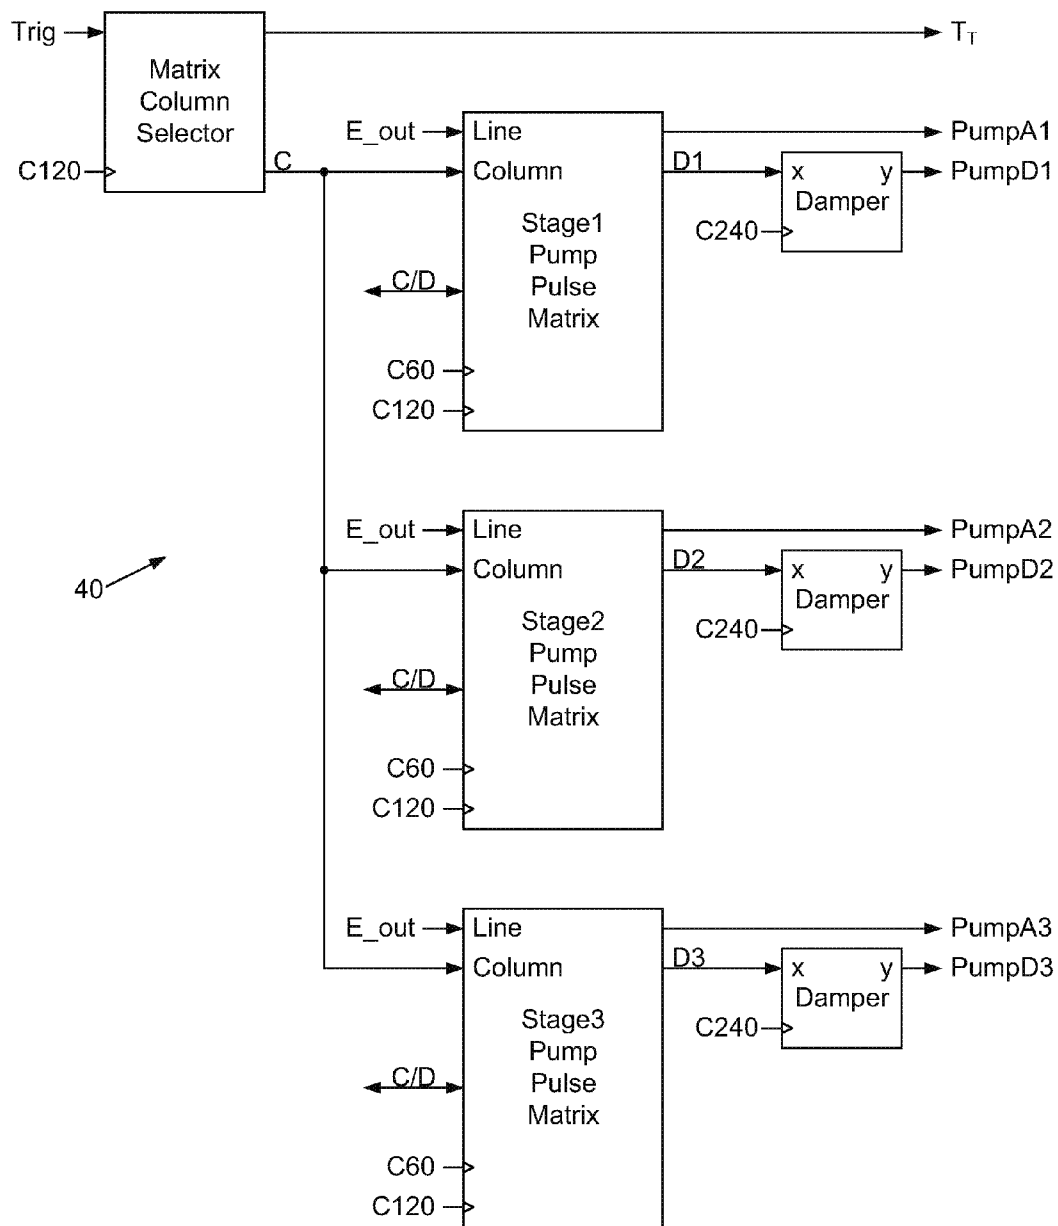 Trig
T_T
Matrix
Column
Selector
C120
C
E_out
Line
PumpA1
Column
D1
x
y
PumpD1
Damper
Stage1
Pump
Pulse
Matrix
C240
C/D
C60
C120
E_out
Line
PumpA2
Column
D2
x
y
PumpD2
Damper
40
Stage2
Pump
Pulse
Matrix
C240
C/D
C60
C120
E_out
Line
PumpA3
Column
D3
x
y
PumpD3
Damper
Stage3
Pump
Pulse
Matrix
C240
C/D
C60
C120